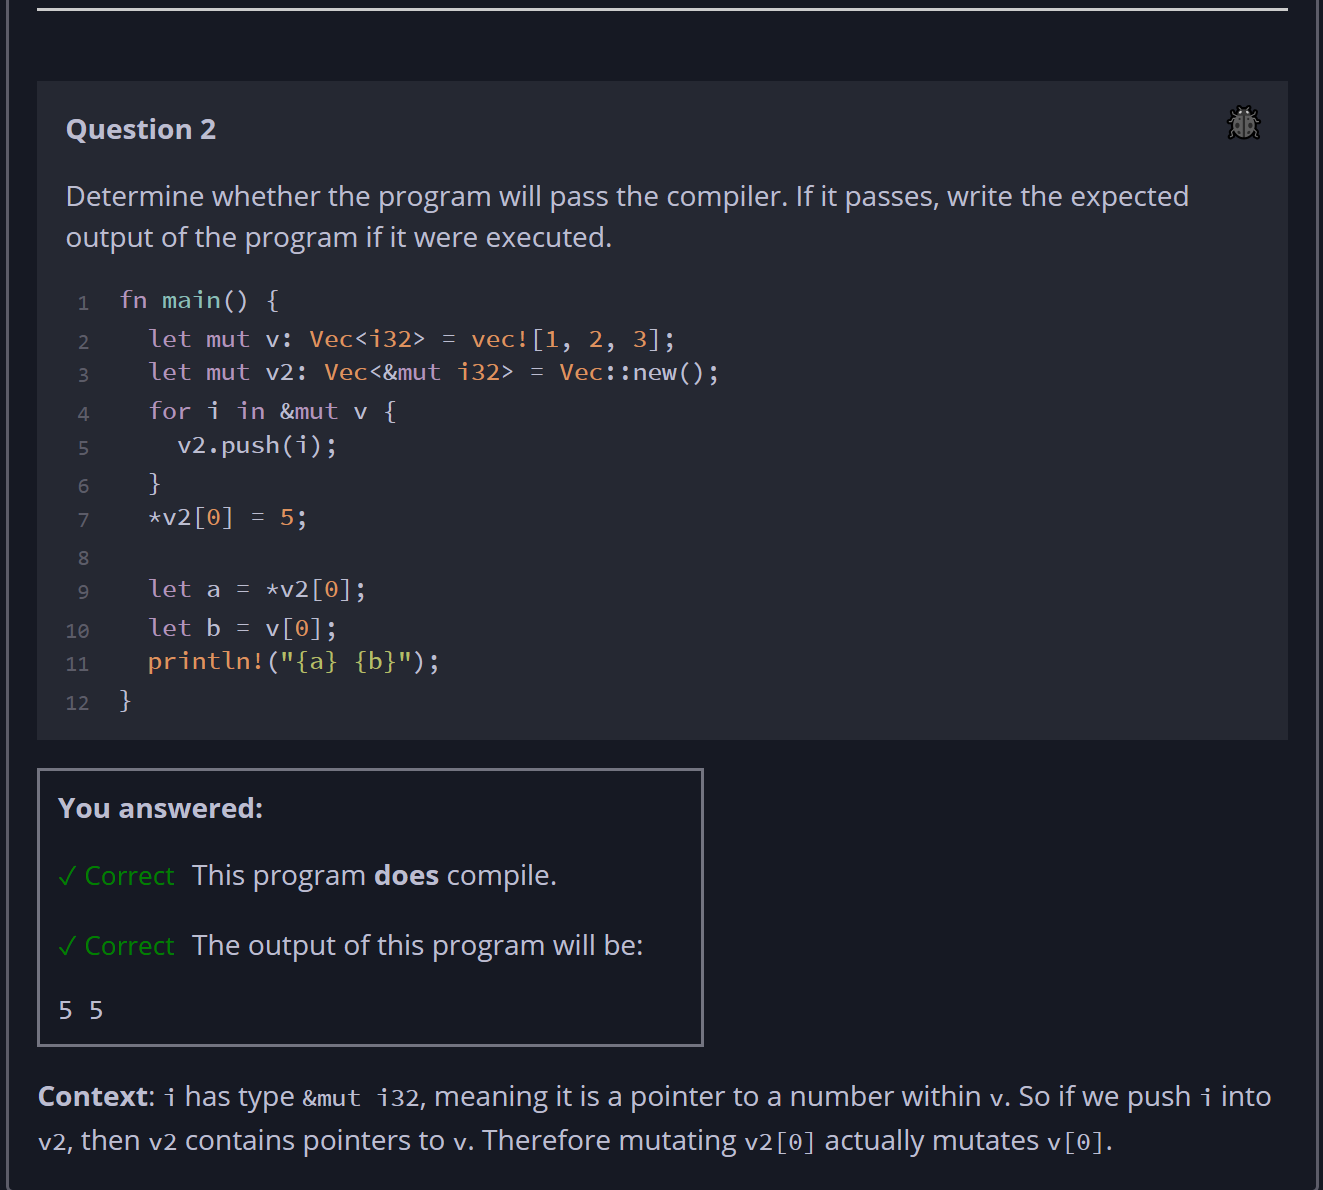 Question 2
Determine whether the program will pass the compiler. If it passes, write the expected
output of the program if it were executed.
1 fn main() {
2 let mut v: Vec<i32> = vec![1, 2, 3];
3 let mut v2: Vec<&mut i32> = Vec::new();
4 for i in &mut v {
5 v2.push(i);
6 }
7 *v2[0] = 5;
8
9 let a = *v2[0];
10 let b = v[0];
11 println!("{a} {b}");
12 }
You answered:
✓ Correct This program does compile.
✓ Correct The output of this program will be:
5 5
Context: i has type &mut i32, meaning it is a pointer to a number within v. So if we push i into
v2, then v2 contains pointers to v. Therefore mutating v2[0] actually mutates v[0].